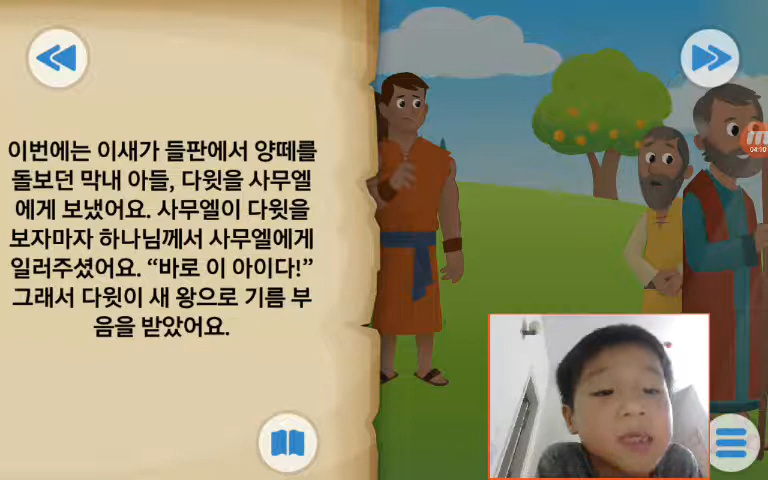 이번에는 이새가 들판에서 양떼를
돌보던 막내 아들, 다윗을 사무엘
에게 보냈어요. 사무엘이 다윗을
보자마자 하나님께서 사무엘에게
일러주셨어요. “바로 이 아이다!”
그래서 다윗이 새 왕으로 기름 부
음을 받았어요.
04:10